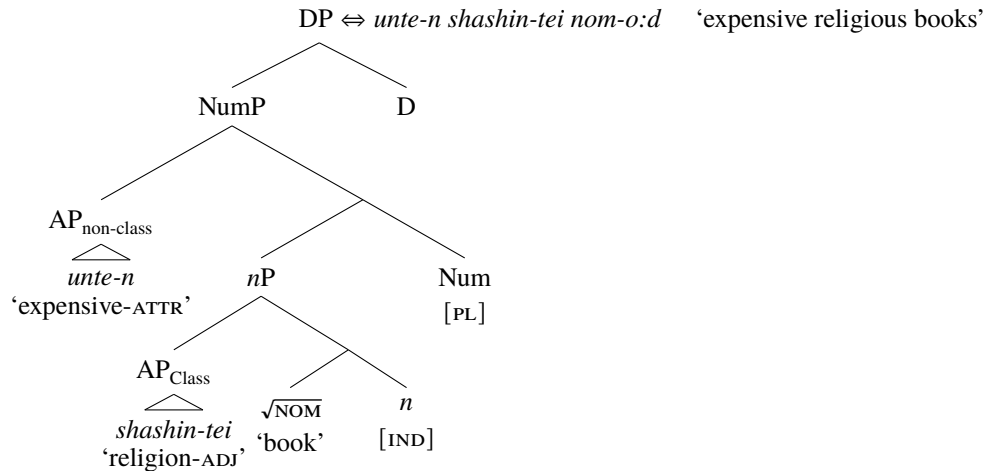 DP ⇔ unte-n shashin-tei nom-o:d ‘expensive religious books’
NumP D
AP_non-class
unte-n
‘expensive-ATTR’
nP Num
[PL]
AP_Class
shashin-tei
‘religion-ADJ’
√NOM n
‘book’ [IND]